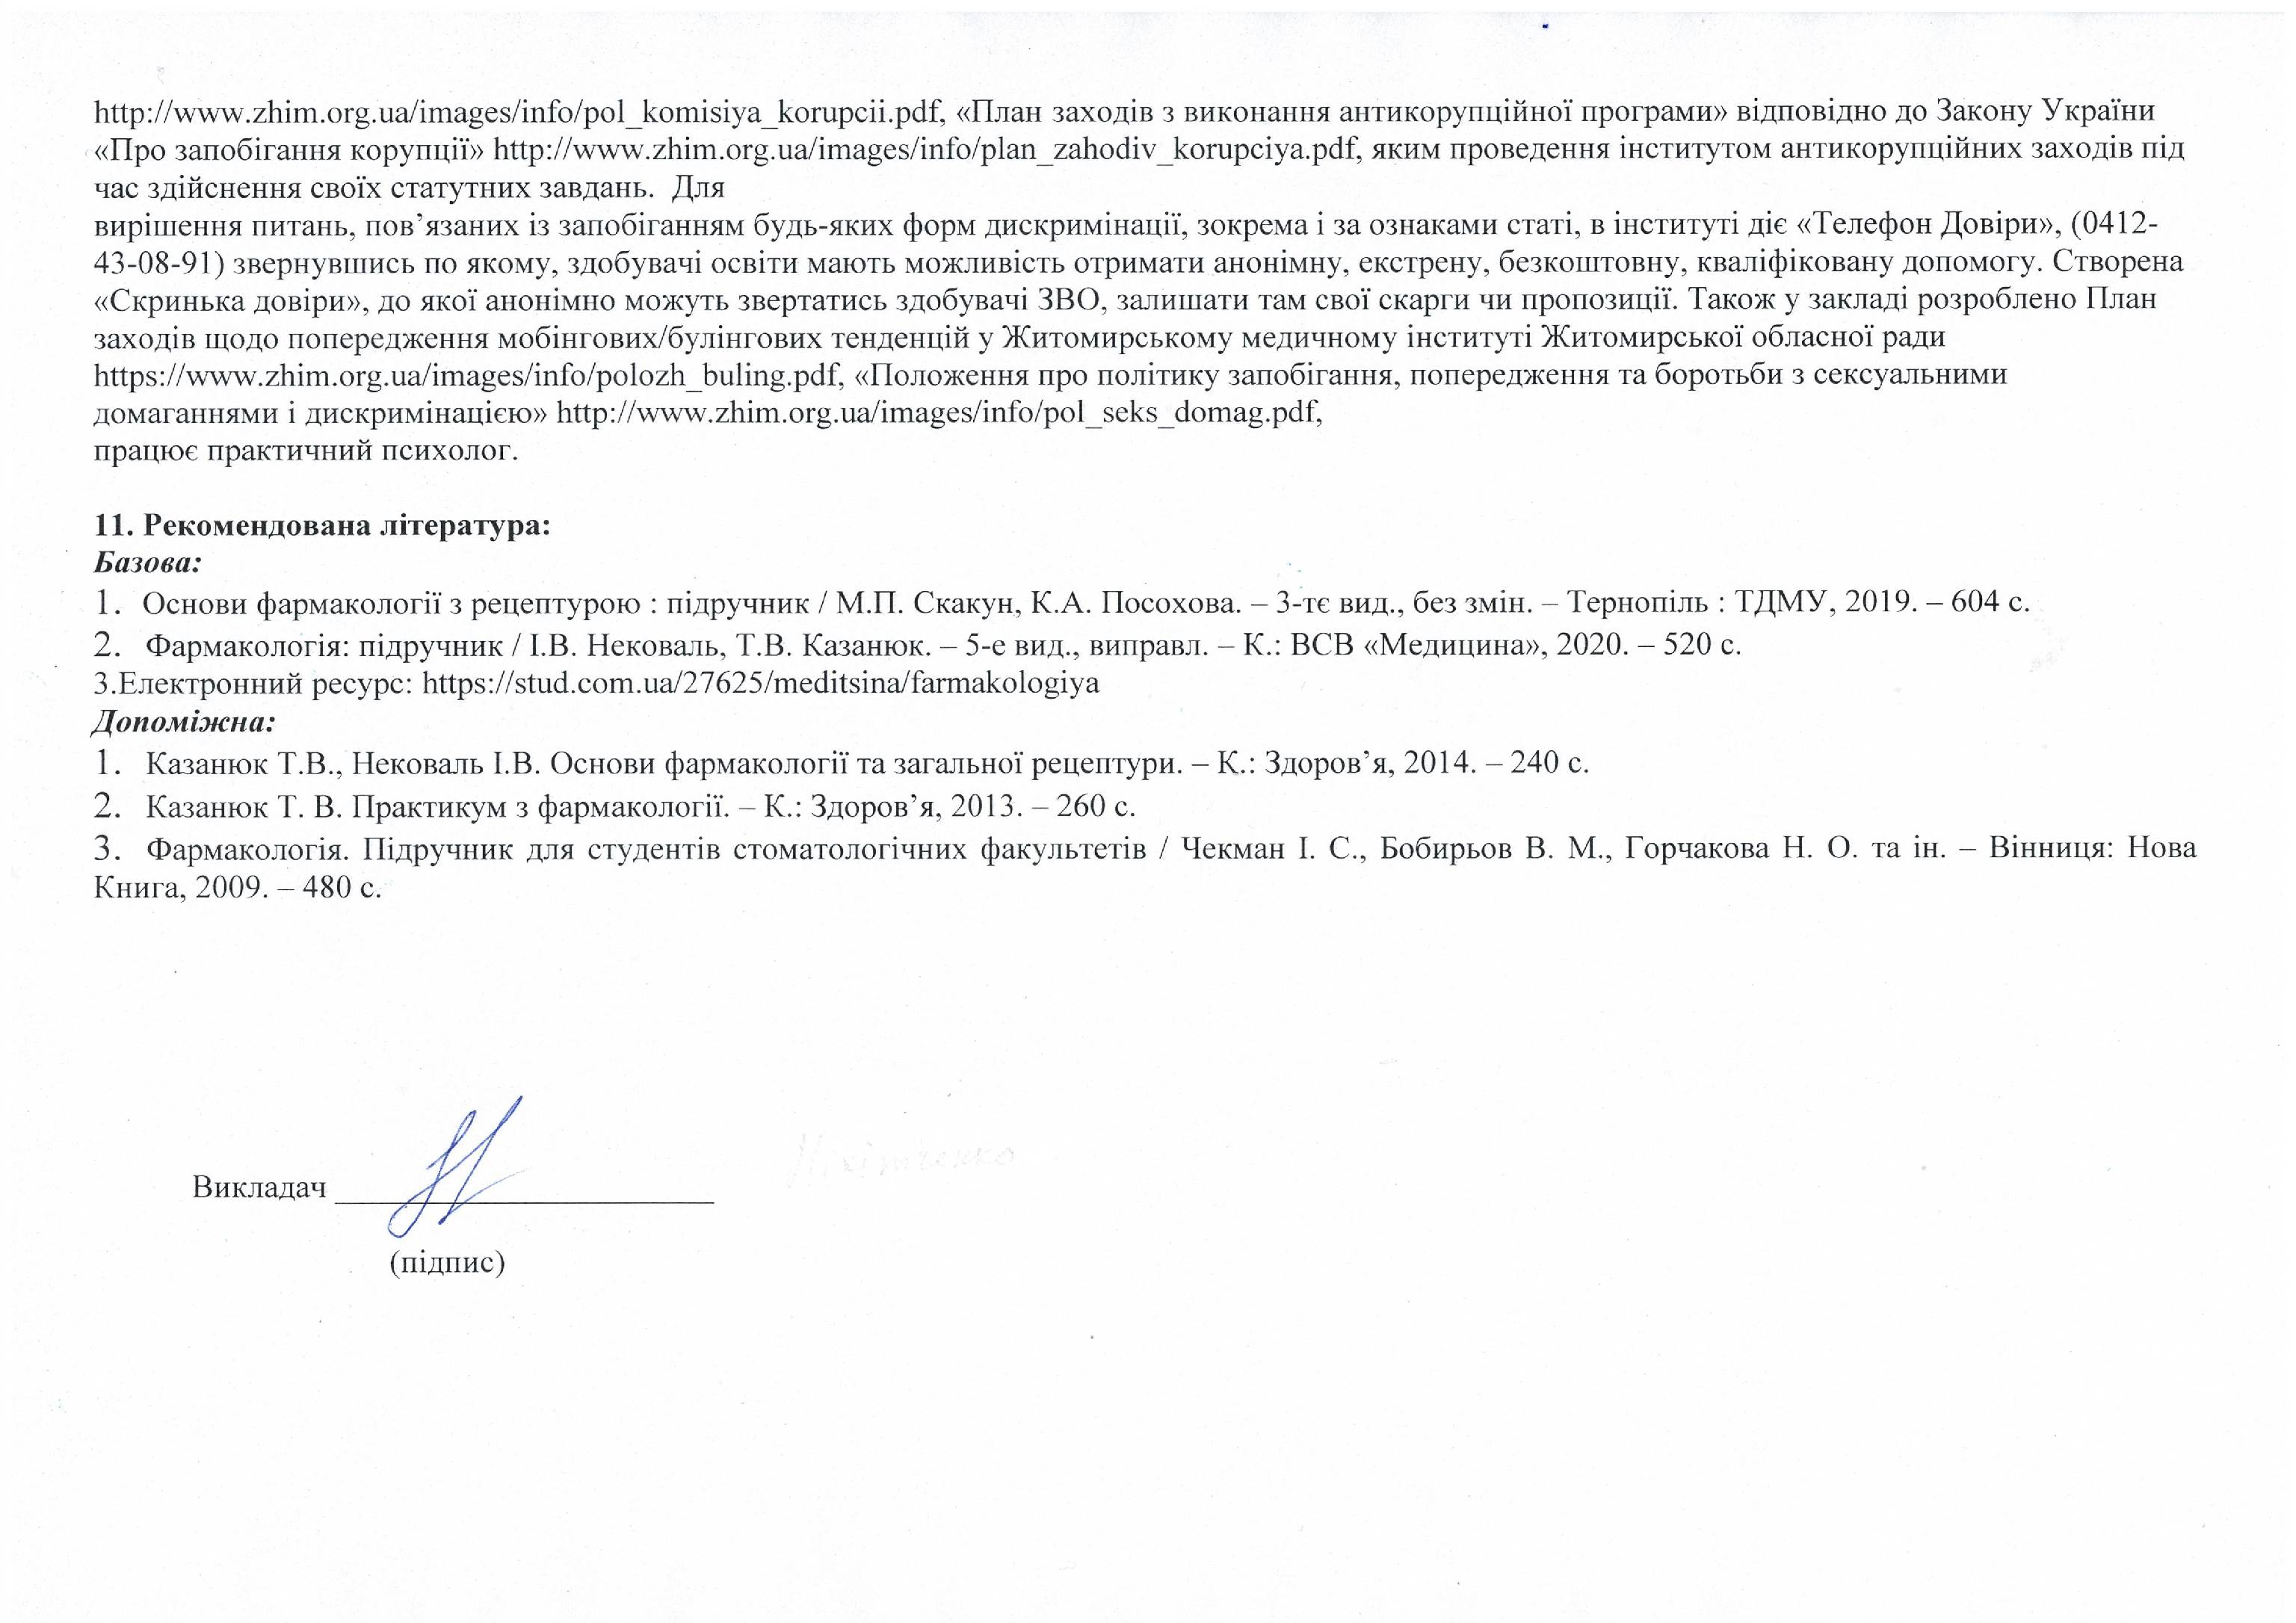 http://www.zhim.org.ua/images/info/pol_komisiya_korupcii.pdf, «План заходів з виконання антикорупційної програми» відповідно до Закону України
«Про запобігання корупції» http://www.zhim.org.ua/images/info/plan_zahodiv_korupciya.pdf, яким проведення інститутом антикорупційних заходів під
час здійснення своїх статутних завдань. Для
вирішення питань, пов’язаних із запобіганням будь-яких форм дискримінації, зокрема і за ознаками статі, в інституті діє «Телефон Довіри», (0412-
43-08-91) звернувшись по якому, здобувачі освіти мають можливість отримати анонімну, екстрену, безкоштовну, кваліфіковану допомогу. Створена
«Скринька довіри», до якої анонімно можуть звертатись здобувачі ЗВО, залишати там свої скарги чи пропозиції. Також у закладі розроблено План
заходів щодо попередження мобінгових/булінгових тенденцій у Житомирському медичному інституті Житомирської обласної ради
https://www.zhim.org.ua/images/info/polozh_buling.pdf, «Положення про політику запобігання, попередження та боротьби з сексуальними
домаганнями і дискримінацією» http://www.zhim.org.ua/images/info/pol_seks_domag.pdf,
працює практичний психолог.
11. Рекомендована література:
Базова:
1. Основи фармакології з рецептурою : підручник / М.П. Скакун, К.А. Посохова. – 3-тє вид., без змін. – Тернопіль : ТДМУ, 2019. – 604 с.
2. Фармакологія: підручник / І.В. Нековаль, Т.В. Казанюк. – 5-е вид., виправл. – К.: ВСВ «Медицина», 2020. – 520 с.
3.Електронний ресурс: https://stud.com.ua/27625/meditsina/farmakologiya
Допоміжна:
1. Казанюк Т.В., Нековаль І.В. Основи фармакології та загальної рецептури. – К.: Здоров’я, 2014. – 240 с.
2. Казанюк Т. В. Практикум з фармакології. – К.: Здоров’я, 2013. – 260 с.
3. Фармакологія. Підручник для студентів стоматологічних факультетів / Чекман І. С., Бобирьов В. М., Горчакова Н. О. та ін. – Вінниця: Нова
Книга, 2009. – 480 с.
Викладач
(підпис)